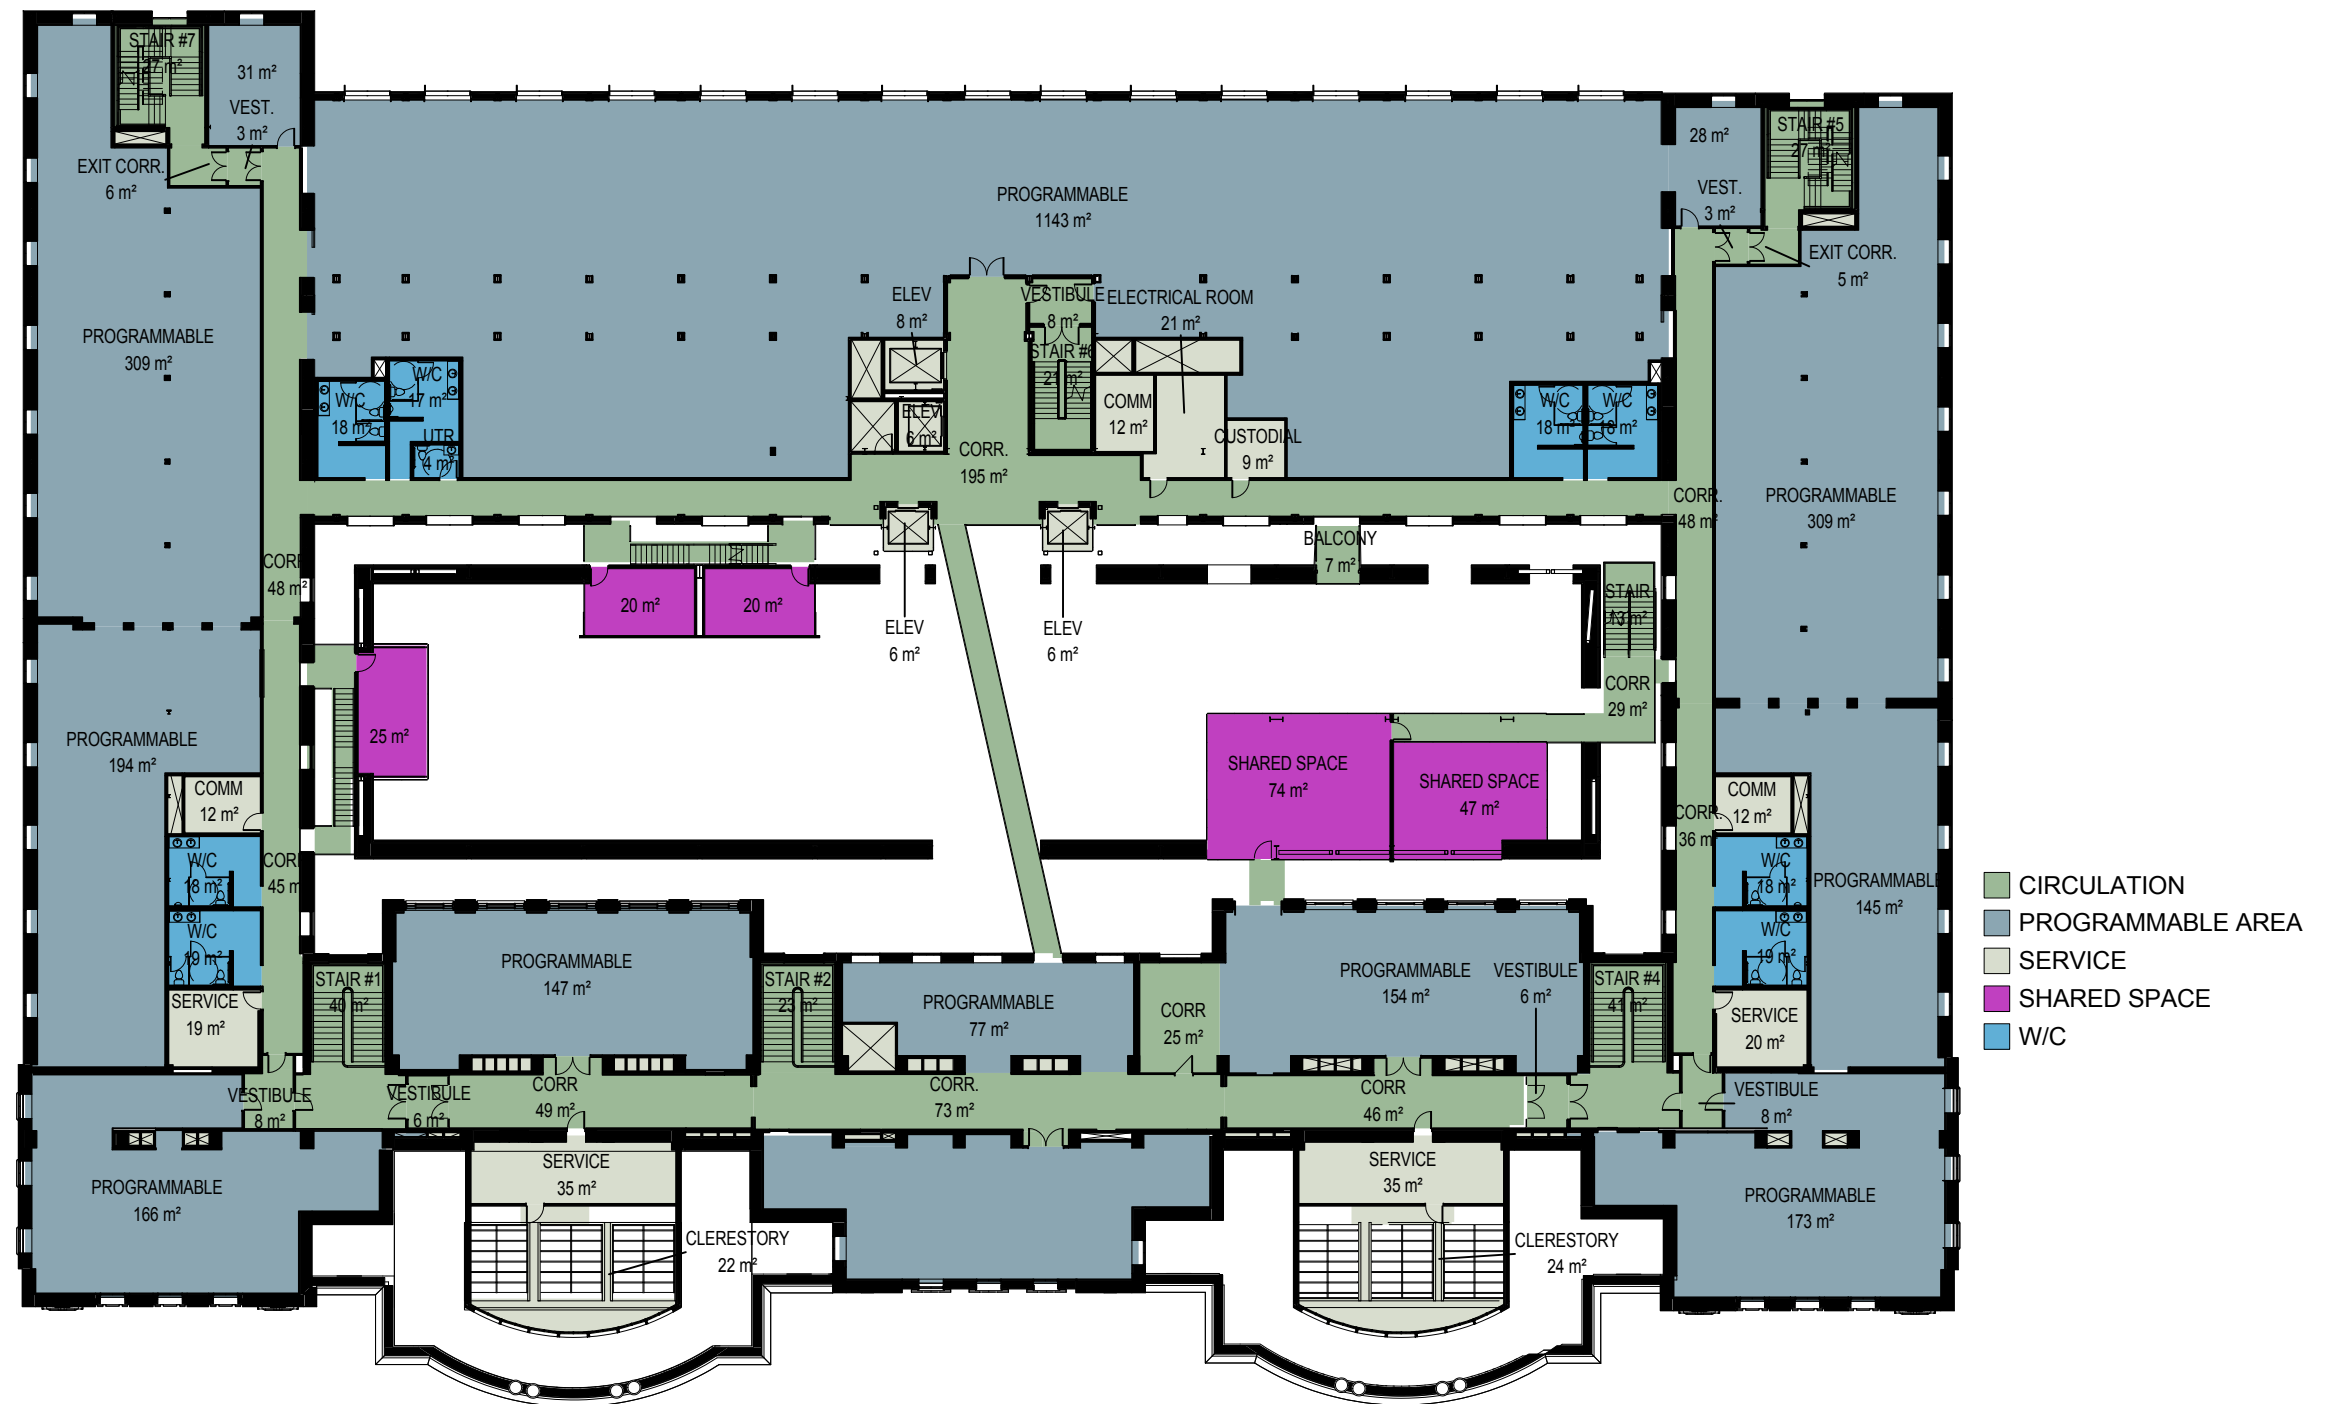 STAIR #7
27 m²
31 m²
VEST.
3 m²
EXIT CORR.
6 m²
PROGRAMMABLE
1143 m²
28 m²
VEST.
3 m²
STAIR #5
27 m²
EXIT CORR.
5 m²
PROGRAMMABLE
309 m²
ELEV
8 m²
VESTIBULE
8 m²
ELECTRICAL ROOM
21 m²
STAIR #6
21 m²
W/C
17 m²
W/C
18 m²
UTR
4 m²
ELEV
6 m²
COMM
12 m²
CUSTODIAL
9 m²
CORR.
195 m²
W/C
18 m²
W/C
18 m²
CORR.
48 m²
PROGRAMMABLE
309 m²
BALCONY
7 m²
CORR
48 m²
20 m²
20 m²
ELEV
6 m²
ELEV
6 m²
STAIR
13 m²
CORR
29 m²
PROGRAMMABLE
194 m²
25 m²
SHARED SPACE
74 m²
SHARED SPACE
47 m²
COMM
12 m²
COMM
12 m²
CORR.
36 m²
W/C
18 m²
CORR
45 m²
W/C
18 m²
PROGRAMMABLE
145 m²
W/C
19 m²
W/C
19 m²
SERVICE
19 m²
SERVICE
20 m²
STAIR #1
40 m²
PROGRAMMABLE
147 m²
STAIR #2
23 m²
PROGRAMMABLE
77 m²
CORR
25 m²
PROGRAMMABLE
154 m²
VESTIBULE
6 m²
STAIR #4
41 m²
VESTIBULE
8 m²
VESTIBULE
6 m²
CORR
49 m²
CORR.
73 m²
CORR
46 m²
VESTIBULE
8 m²
PROGRAMMABLE
166 m²
SERVICE
35 m²
SERVICE
35 m²
PROGRAMMABLE
173 m²
CLERESTORY
22 m²
CLERESTORY
24 m²
CIRCULATION
PROGRAMMABLE AREA
SERVICE
SHARED SPACE
W/C